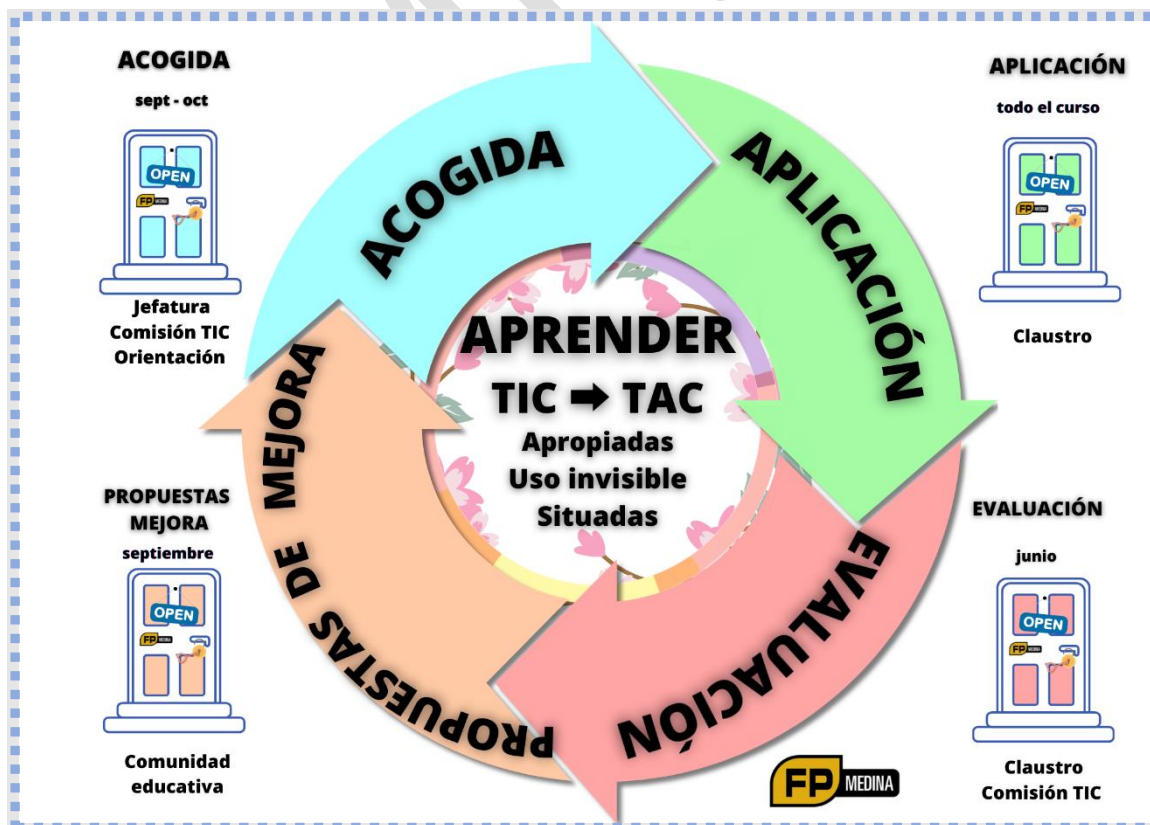 ACOGIDA
sept - oct
OPEN
FP MEDINA
Jefatura
Comisión TIC
Orientación
APLICACIÓN
todo el curso
OPEN
FP MEDINA
Claustro
ACOGIDA
APLICACIÓN
EVALUACIÓN
PROPUESTAS DE MEJORA
APRENDER
TIC ➡ TAC
Apropiadas
Uso invisible
Situadas
PROPUESTAS
MEJORA
septiembre
OPEN
FP MEDINA
Comunidad
educativa
EVALUACIÓN
junio
OPEN
FP MEDINA
Claustro
Comisión TIC
FP MEDINA